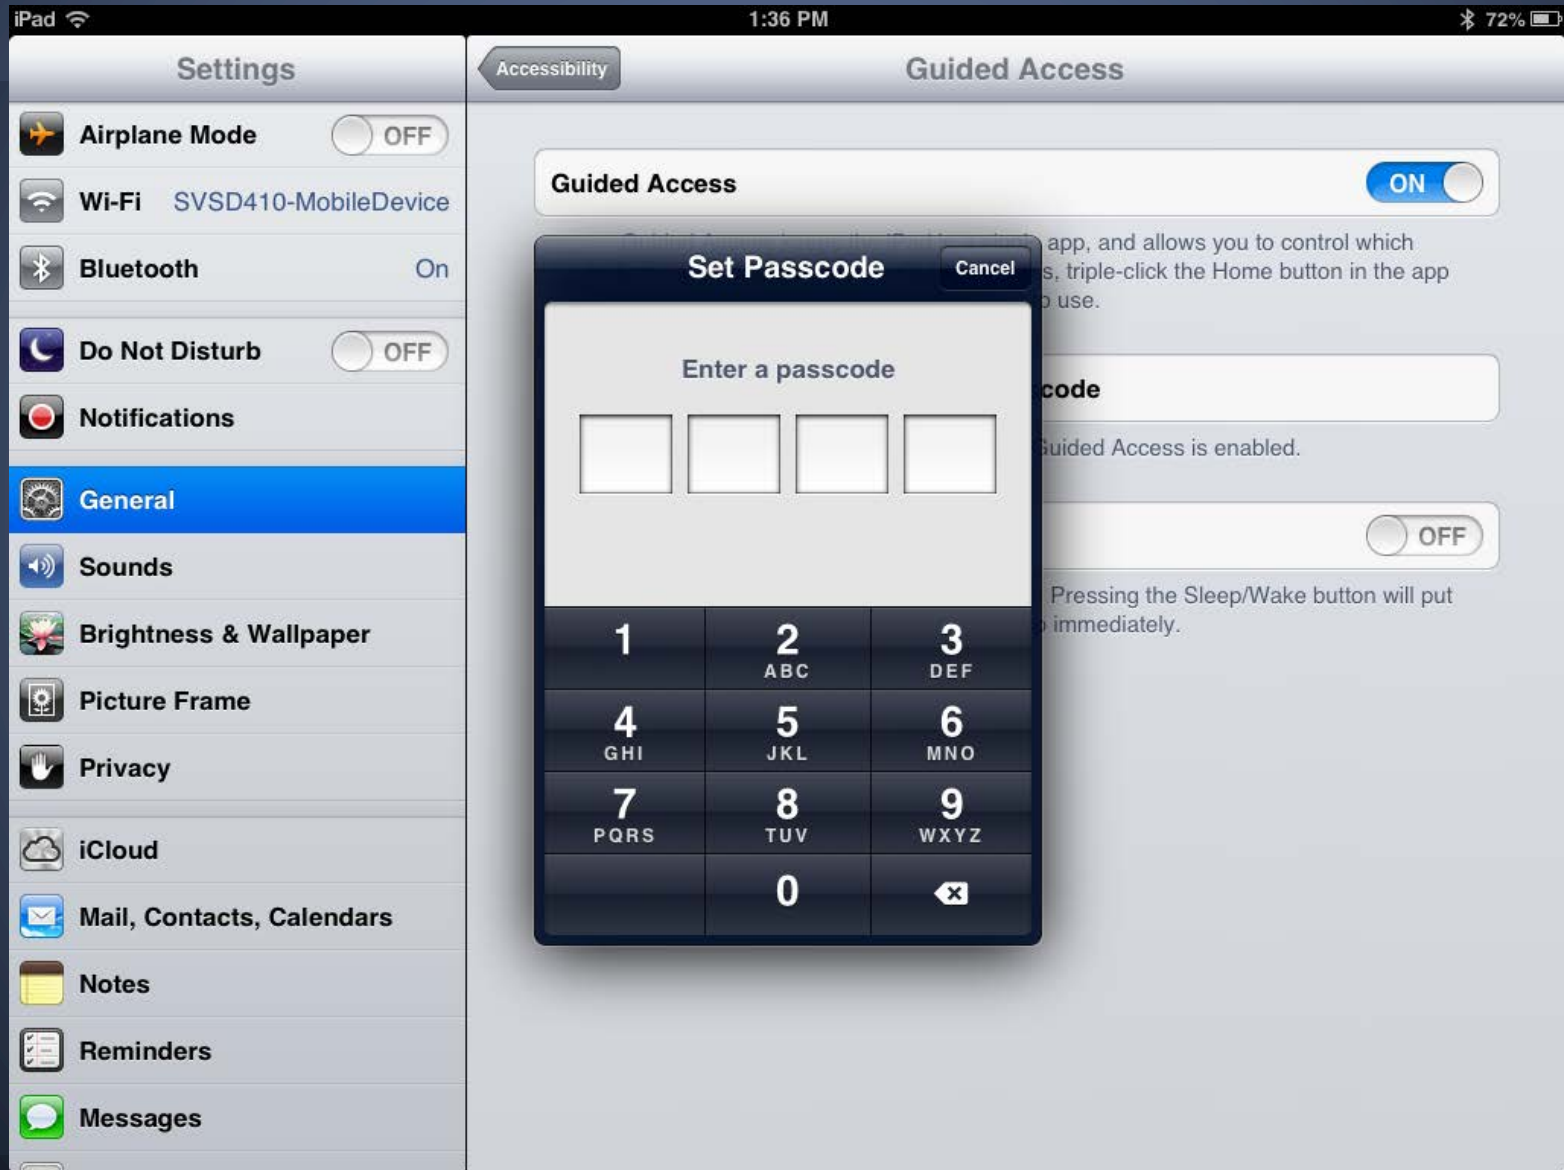 iPad
1:36 PM
72%
Settings
Airplane Mode OFF
Wi-Fi SVSD410-MobileDevice
Bluetooth On
Do Not Disturb OFF
Notifications
General
Sounds
Brightness & Wallpaper
Picture Frame
Privacy
iCloud
Mail, Contacts, Calendars
Notes
Reminders
Messages
Accessibility
Guided Access
Guided Access ON
app, and allows you to control which
triple-click the Home button in the app
use.
Guided Access is enabled.
OFF
Pressing the Sleep/Wake button will put
immediately.
Set Passcode
Cancel
Enter a passcode
1
2
ABC
3
DEF
4
GHI
5
JKL
6
MNO
7
PQRS
8
TUV
9
WXYZ
0